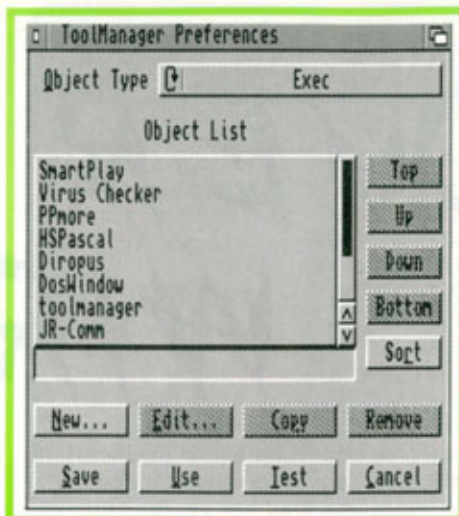 ToolManager Preferences
Object Type Exec
Object List
SmartPlay
Virus Checker
PPmore
HSPascal
Diropus
DosWindow
toolmanager
JR-Comm
Top
Up
Down
Bottom
Sort
New... Edit... Copy Remove
Save Use Test Cancel